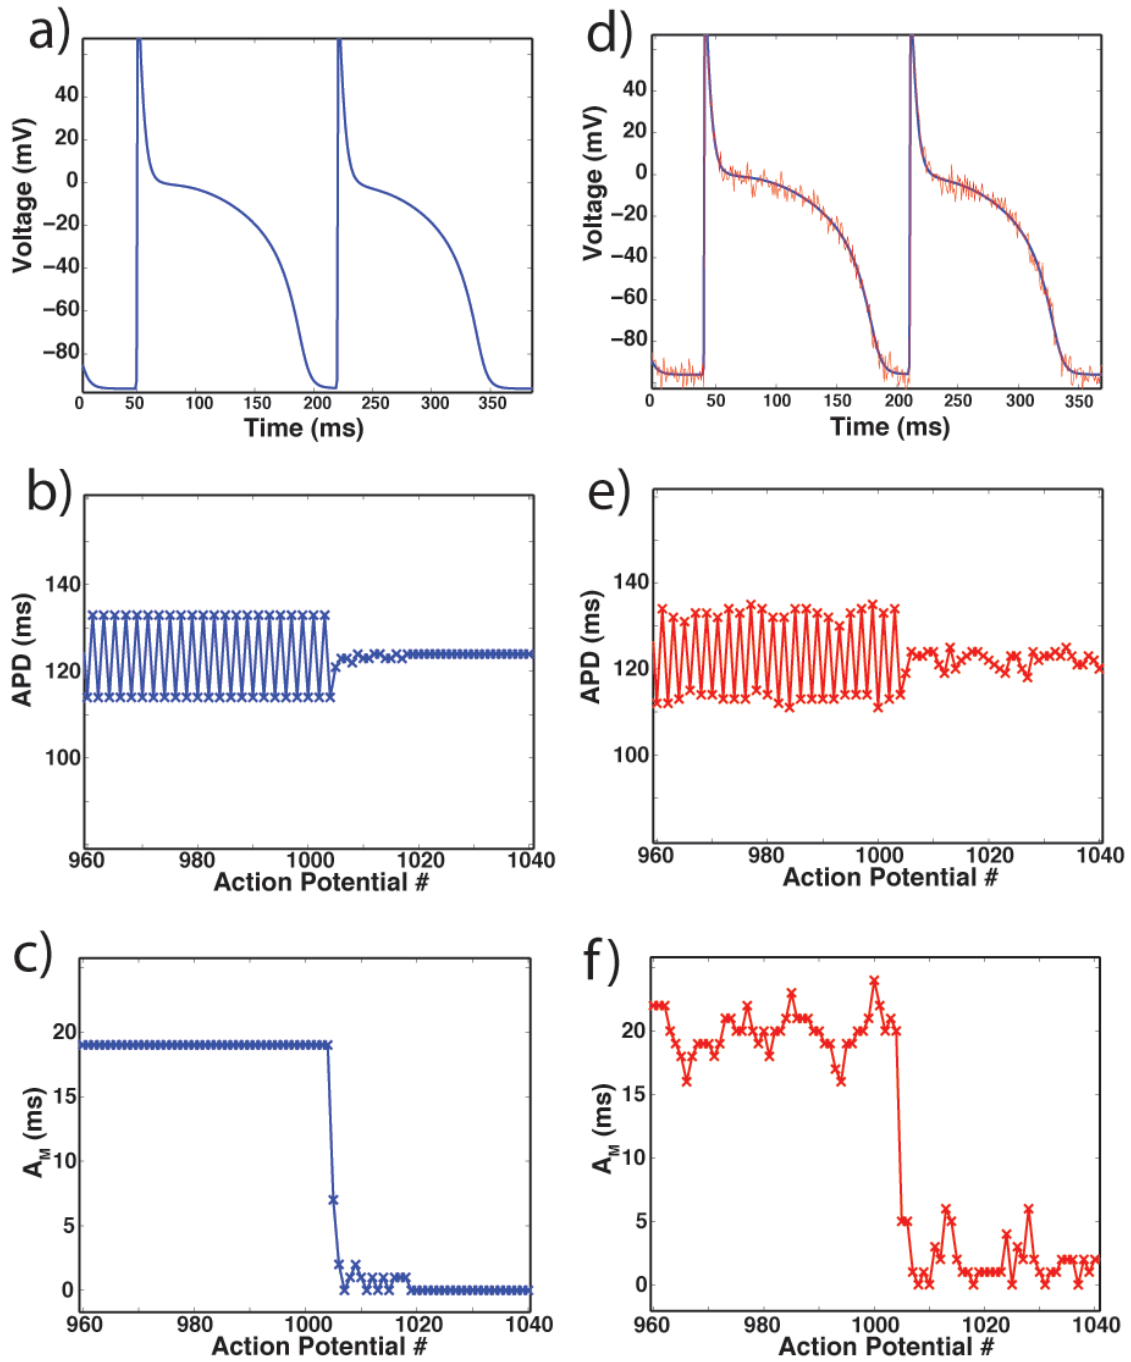 a)
Voltage (mV)
40
20
0
−20
−40
−60
−80
0 50 100 150 200 250 300 350
Time (ms)
d)
Voltage (mV)
40
20
0
−20
−40
−60
−80
0 50 100 150 200 250 300 350
Time (ms)
b)
APD (ms)
140
120
100
960 980 1000 1020 1040
Action Potential #
e)
APD (ms)
140
120
100
960 980 1000 1020 1040
Action Potential #
c)
AM (ms)
20
15
10
5
0
960 980 1000 1020 1040
Action Potential #
f)
AM (ms)
20
15
10
5
0
960 980 1000 1020 1040
Action Potential #